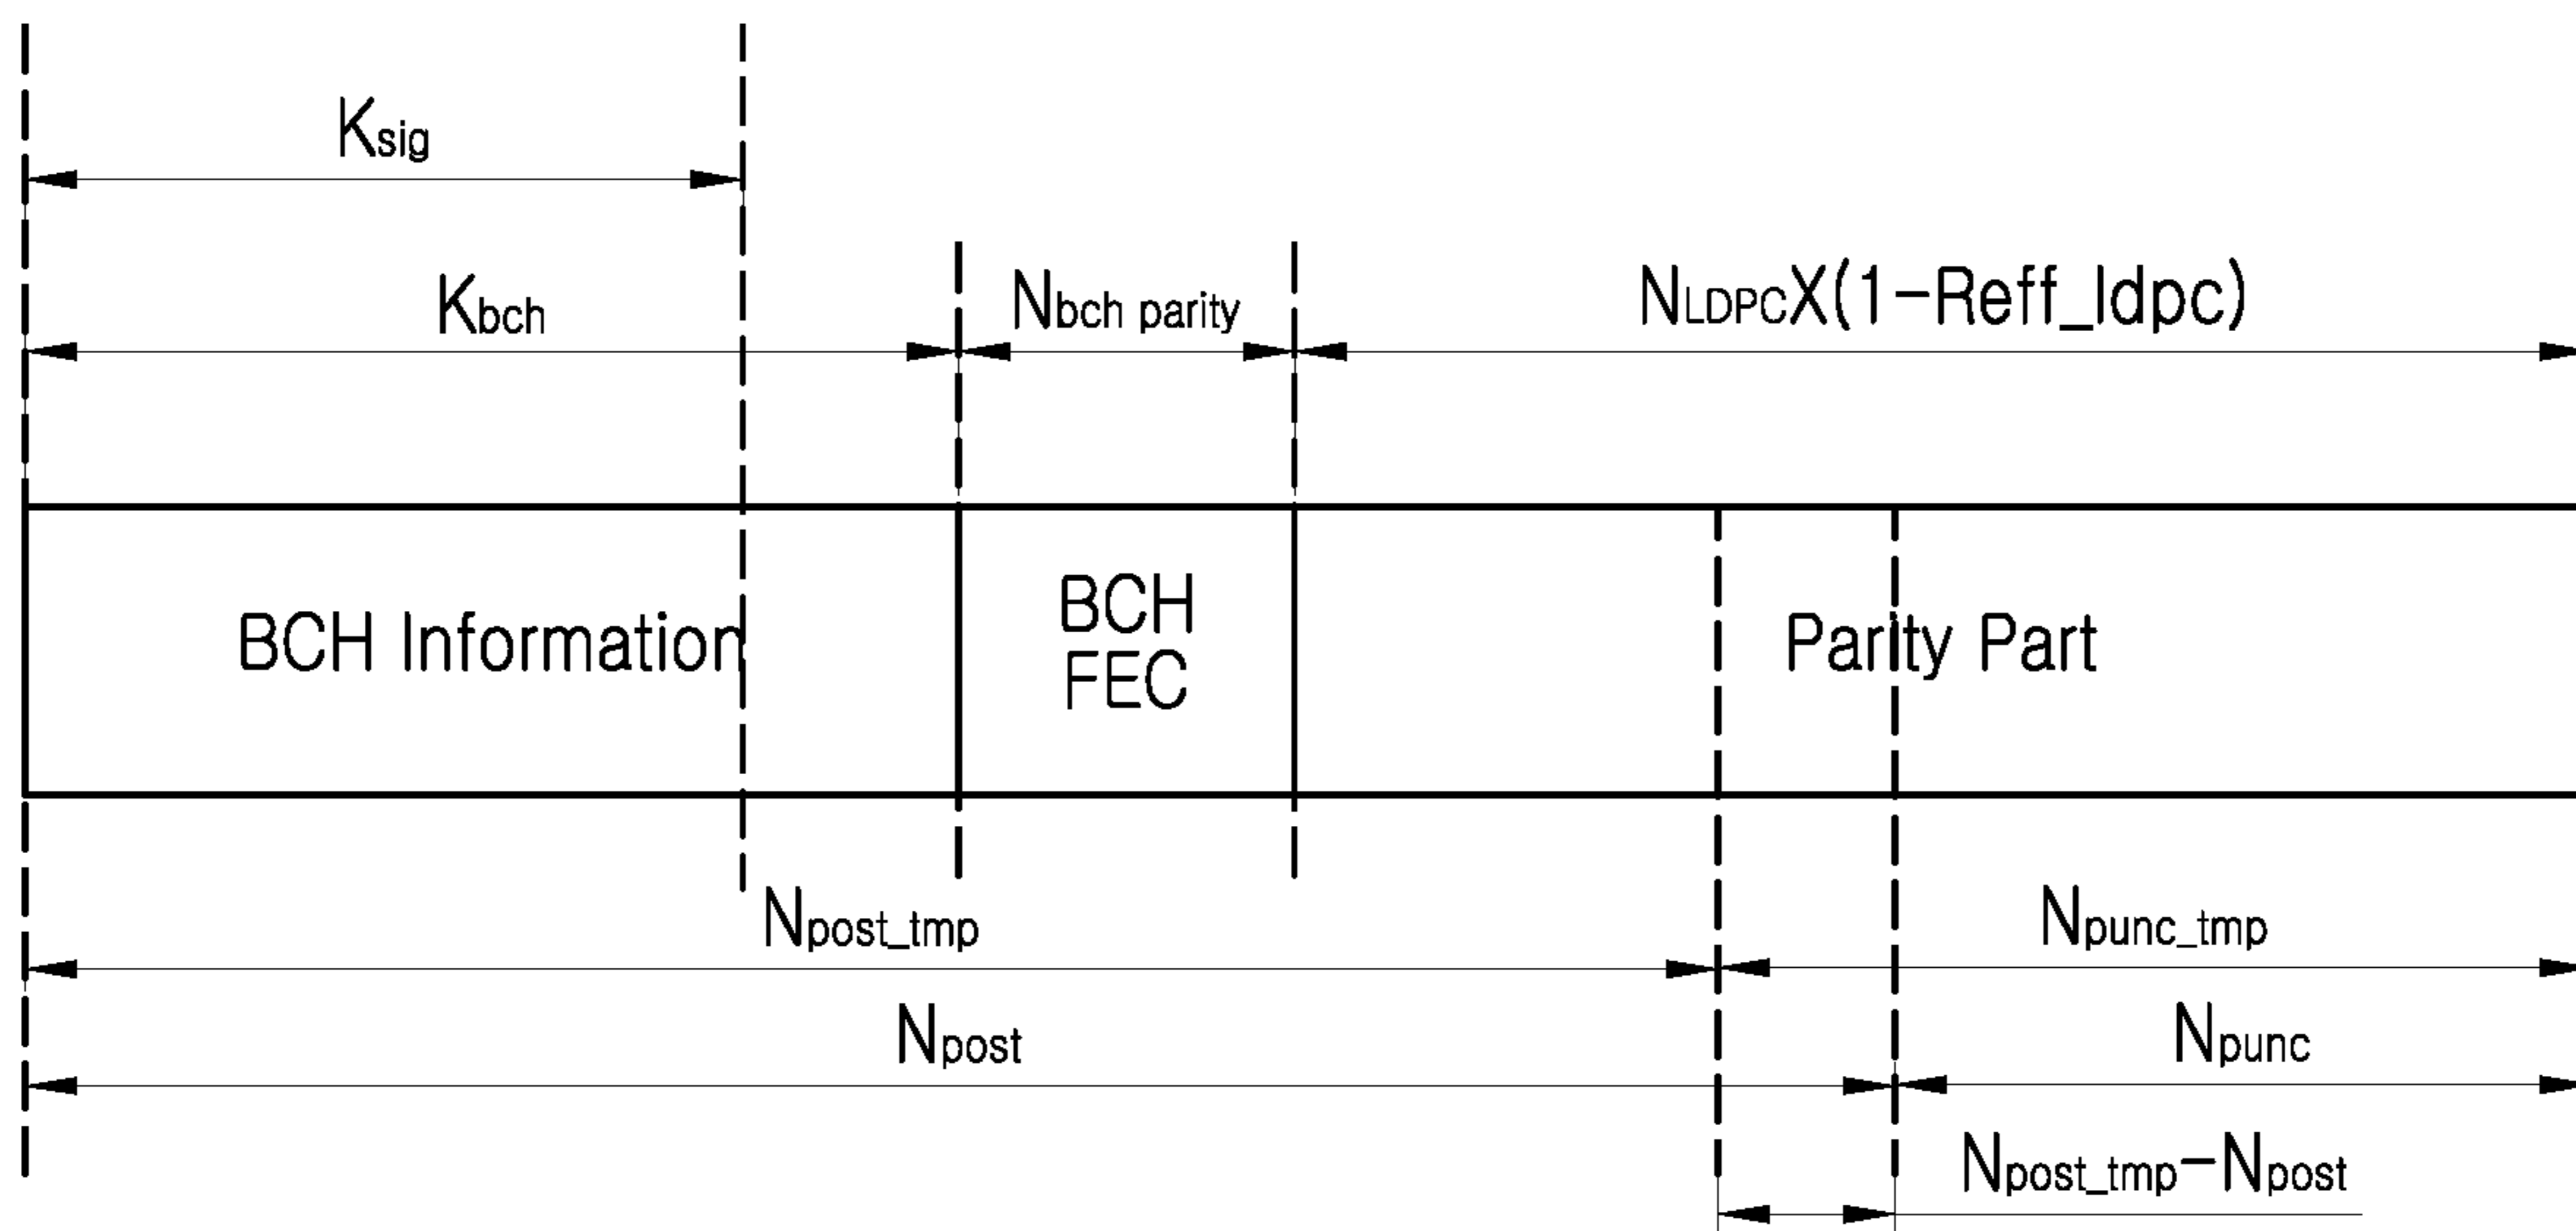 Ksig
Kbch
Nbch parity
NLDPCX(1-Reff_ldpc)
BCH Information
BCH
FEC
Parity Part
Npost_tmp
Npunc_tmp
Npost
Npunc
Npost_tmp-Npost